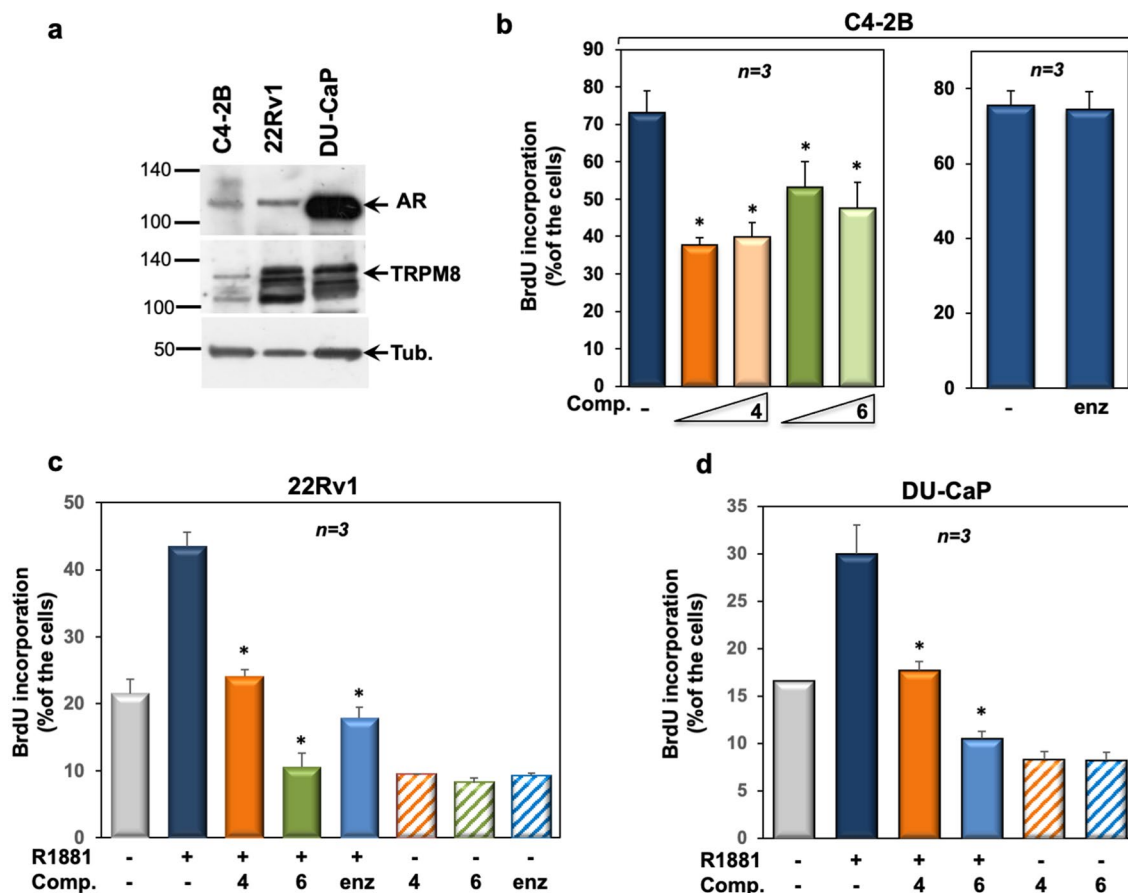 a
C4-2B
22Rv1
DU-CaP
140
100
AR
140
100
TRPM8
50
Tub.
b
C4-2B
BrdU incorporation
(%of the cells)
90
80
70
60
50
40
30
20
10
0
n=3
* * * *
Comp. - 4 6
80
60
40
20
0
n=3
- enz
c
22Rv1
BrdU incorporation
(%of the cells)
50
40
30
20
10
0
n=3
* * *
R1881 - + + + + - - -
Comp. - - 4 6 enz 4 6 enz
d
DU-CaP
BrdU incorporation
(%of the cells)
35
30
25
20
15
10
5
0
n=3
* *
R1881 - + + + - -
Comp. - - 4 6 4 6